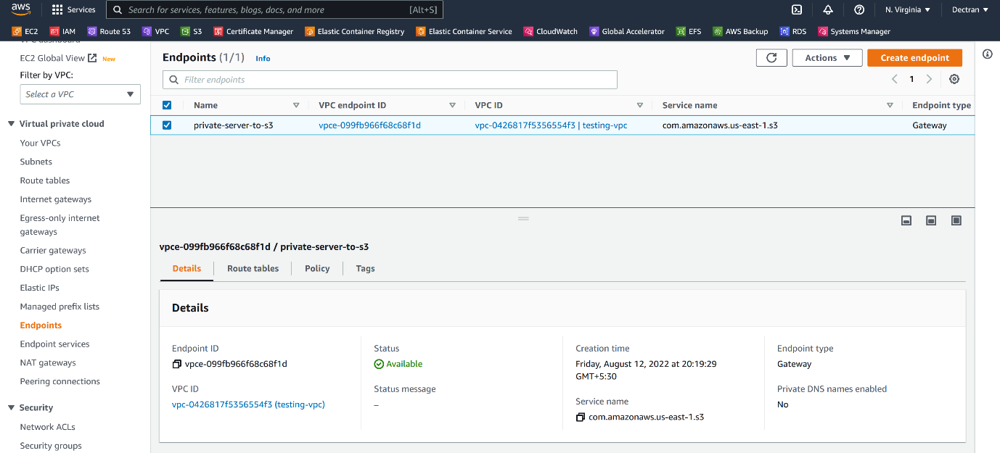 aws
Services
Search for services, features, blogs, docs, and more
[Alt+S]
N. Virginia
Dectran
EC2
IAM
Route 53
VPC
S3
Certificate Manager
Elastic Container Registry
Elastic Container Service
CloudWatch
Global Accelerator
EFS
AWS Backup
RDS
Systems Manager
VPC dashboard
EC2 Global View New
Filter by VPC:
Select a VPC
Virtual private cloud
Your VPCs
Subnets
Route tables
Internet gateways
Egress-only internet
gateways
Carrier gateways
DHCP option sets
Elastic IPs
Managed prefix lists
Endpoints
Endpoint services
NAT gateways
Peering connections
Security
Network ACLs
Security groups
Endpoints (1/1) Info
Actions
Create endpoint
Filter endpoints
1
Name
VPC endpoint ID
VPC ID
Service name
Endpoint type
private-server-to-s3
vpce-099fb966f68c68f1d
vpc-0426817f5356554f3 | testing-vpc
com.amazonaws.us-east-1.s3
Gateway
vpce-099fb966f68c68f1d / private-server-to-s3
Details
Route tables
Policy
Tags
Details
Endpoint ID
vpce-099fb966f68c68f1d
VPC ID
vpc-0426817f5356554f3 (testing-vpc)
Status
Available
Status message
–
Creation time
Friday, August 12, 2022 at 20:19:29
GMT+5:30
Service name
com.amazonaws.us-east-1.s3
Endpoint type
Gateway
Private DNS names enabled
No